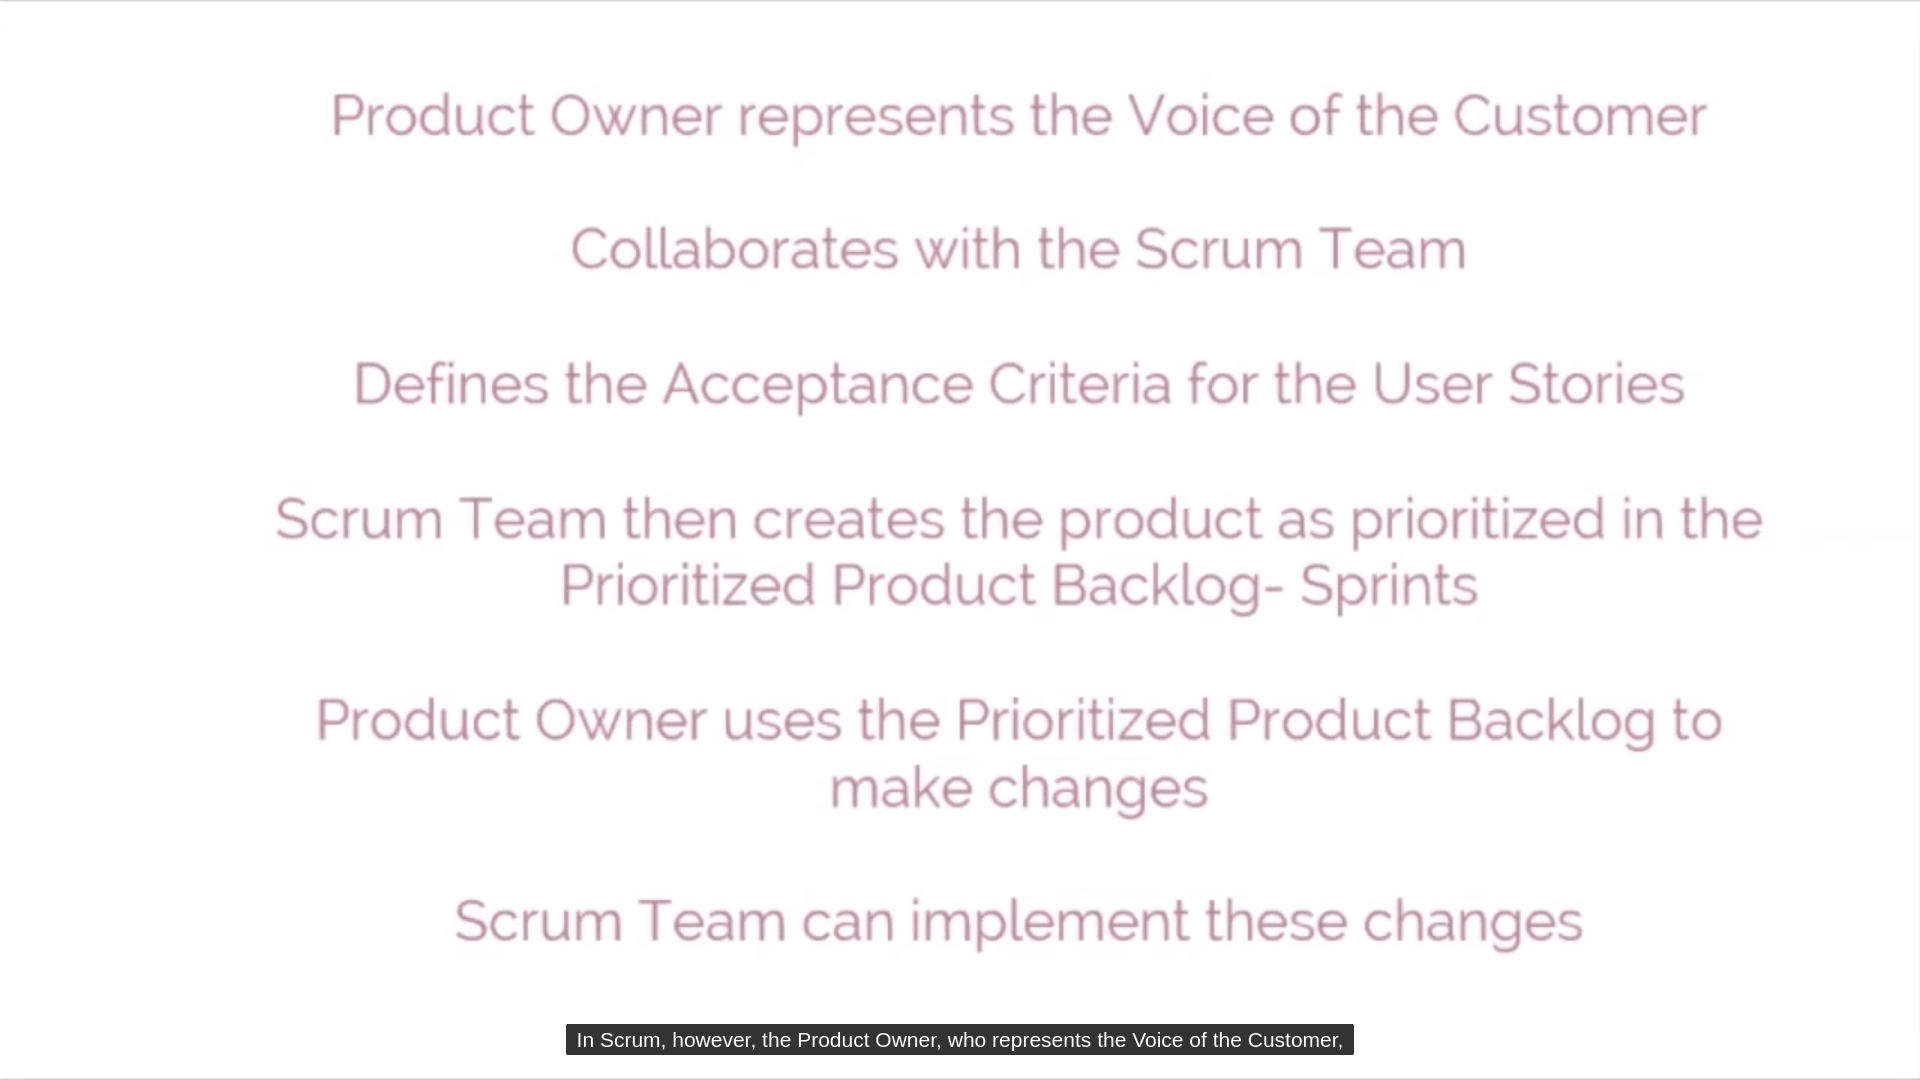 Product Owner represents the Voice of the Customer
Collaborates with the Scrum Team
Defines the Acceptance Criteria for the User Stories
Scrum Team then creates the product as prioritized in the
Prioritized Product Backlog- Sprints
Product Owner uses the Prioritized Product Backlog to
make changes
Scrum Team can implement these changes
In Scrum, however, the Product Owner, who represents the Voice of the Customer,